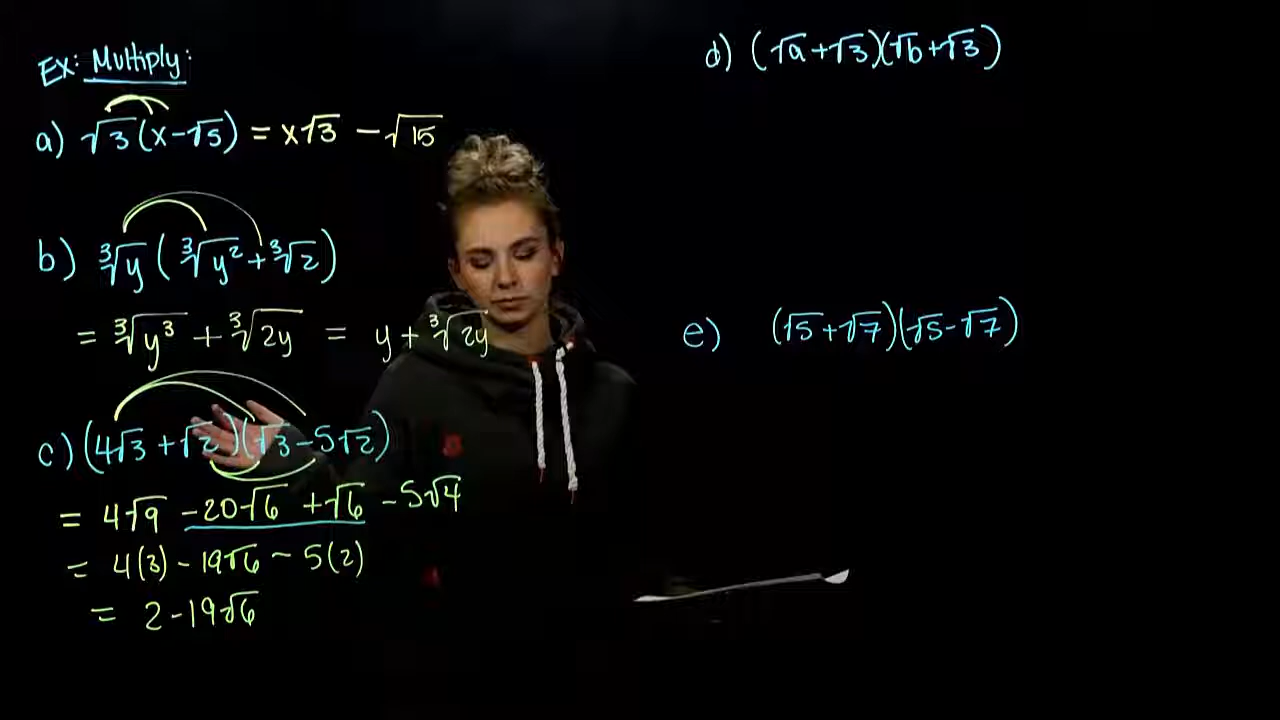 Ex: Multiply:
a) √3(x-√5) = x√3 - √15
b) ∛y(∛y² + ∛2)
= ∛y³ + ∛2y = y + ∛2y
c) (4√3 + √2)(√3 - 5√2)
= 4√9 - 20√6 + √6 - 5√4
= 4(3) - 19√6 - 5(2)
= 2 - 19√6
d) (√a + √3)(√b + √3)
e) (√5 + √7)(√5 - √7)